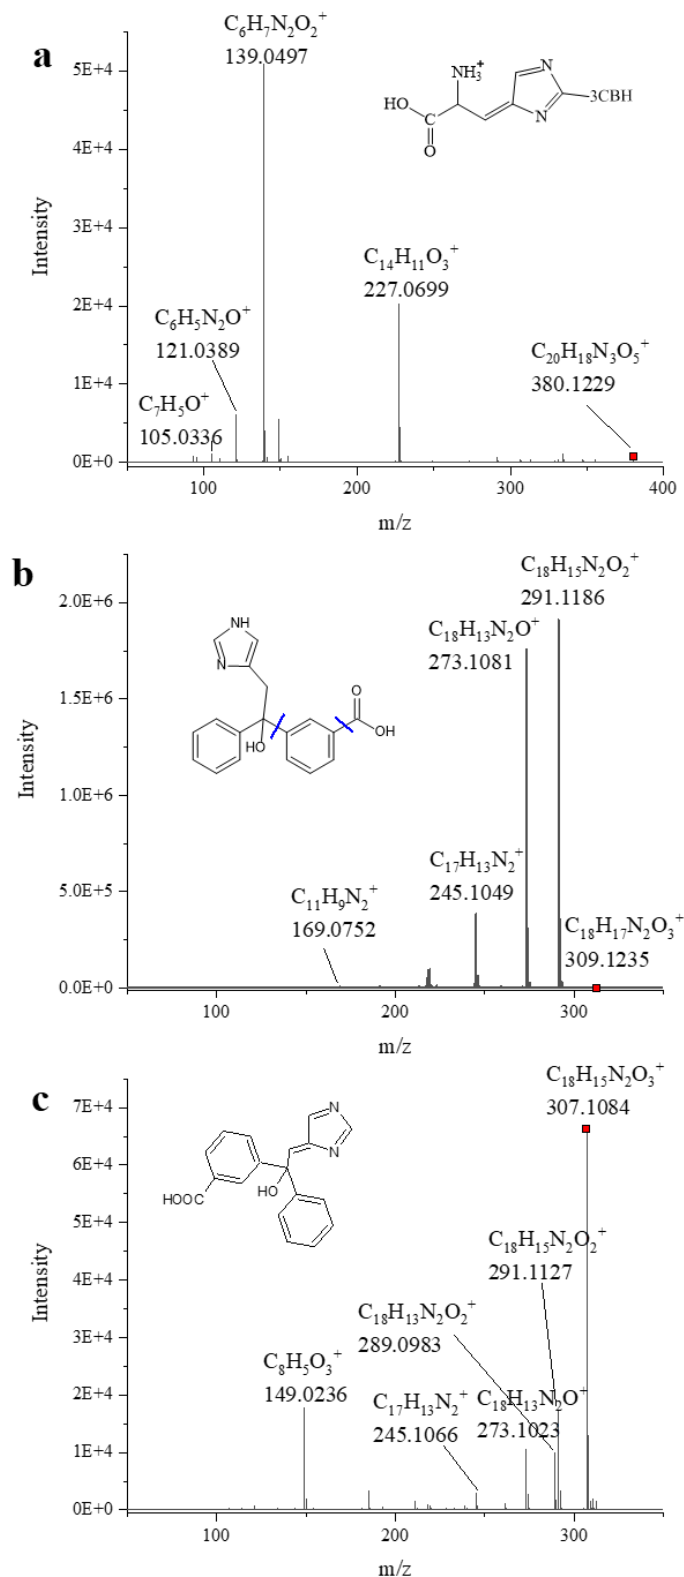 a
C₆H₇N₂O₂⁺
139.0497
NH₃⁺
HO
C
O
N
N
3CBH
C₁₄H₁₁O₃⁺
227.0699
C₆H₅N₂O⁺
121.0389
C₇H₅O⁺
105.0336
C₂₀H₁₈N₃O₅⁺
380.1229
5E+4
4E+4
3E+4
2E+4
1E+4
0E+0
Intensity
100
200
300
400
m/z
b
C₁₈H₁₅N₂O₂⁺
291.1186
C₁₈H₁₃N₂O⁺
273.1081
NH
N
HO
O
OH
C₁₇H₁₃N₂⁺
245.1049
C₁₁H₉N₂⁺
169.0752
C₁₈H₁₇N₂O₃⁺
309.1235
2.0E+6
1.5E+6
1.0E+6
5.0E+5
0.0E+0
Intensity
100
200
300
m/z
c
C₁₈H₁₅N₂O₃⁺
307.1084
N
N
HO
HOOC
C₁₈H₁₅N₂O₂⁺
291.1127
C₁₈H₁₃N₂O₂⁺
289.0983
C₈H₅O₃⁺
149.0236
C₁₇H₁₃N₂⁺
245.1066
C₁₈H₁₃N₂O⁺
273.1023
7E+4
6E+4
5E+4
4E+4
3E+4
2E+4
1E+4
0E+0
Intensity
100
200
300
m/z